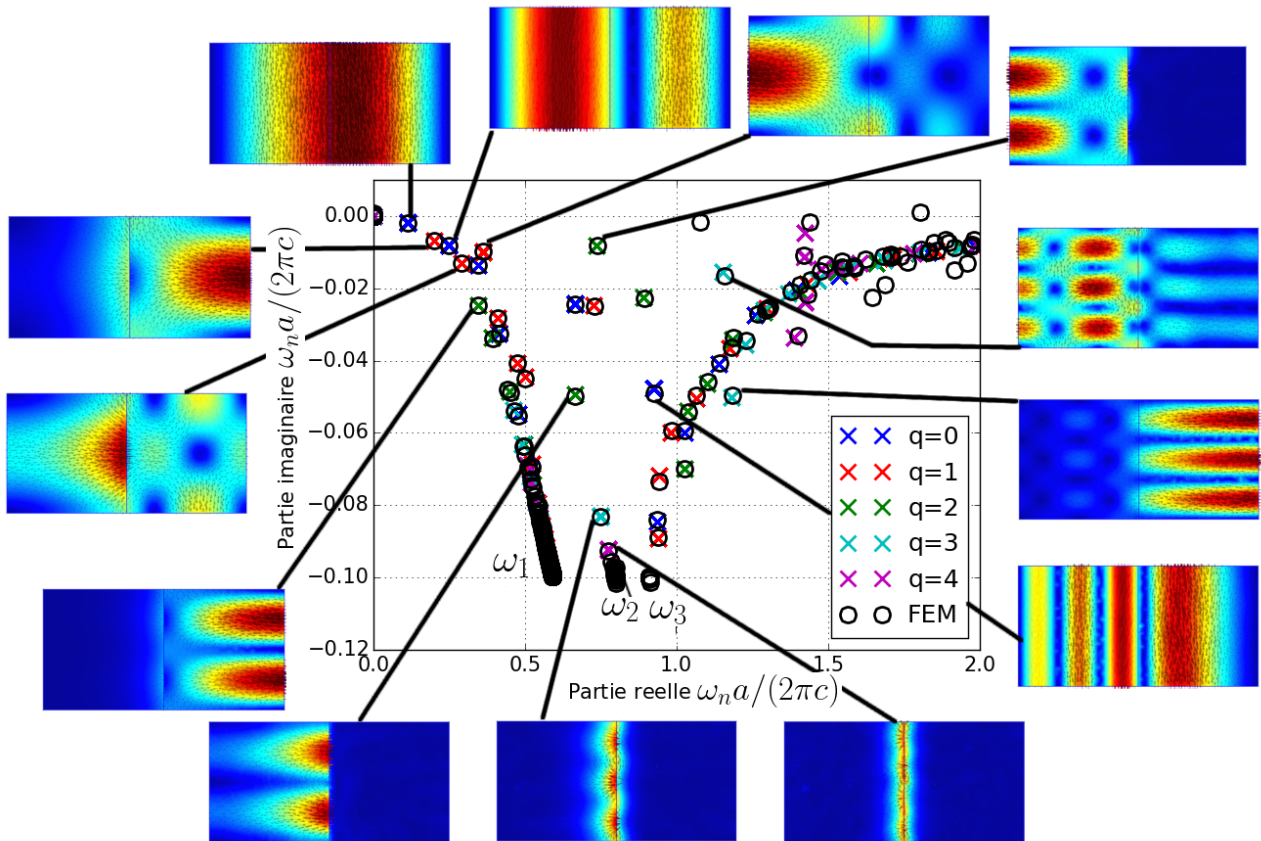 0.00
−0.02
−0.04
−0.06
−0.08
−0.10
−0.12
Partie imaginaire ωₙa/(2πc)
0.0
0.5
1.0
1.5
2.0
Partie reelle ωₙa/(2πc)
ω₁
ω₂
ω₃
q=0
q=1
q=2
q=3
q=4
FEM